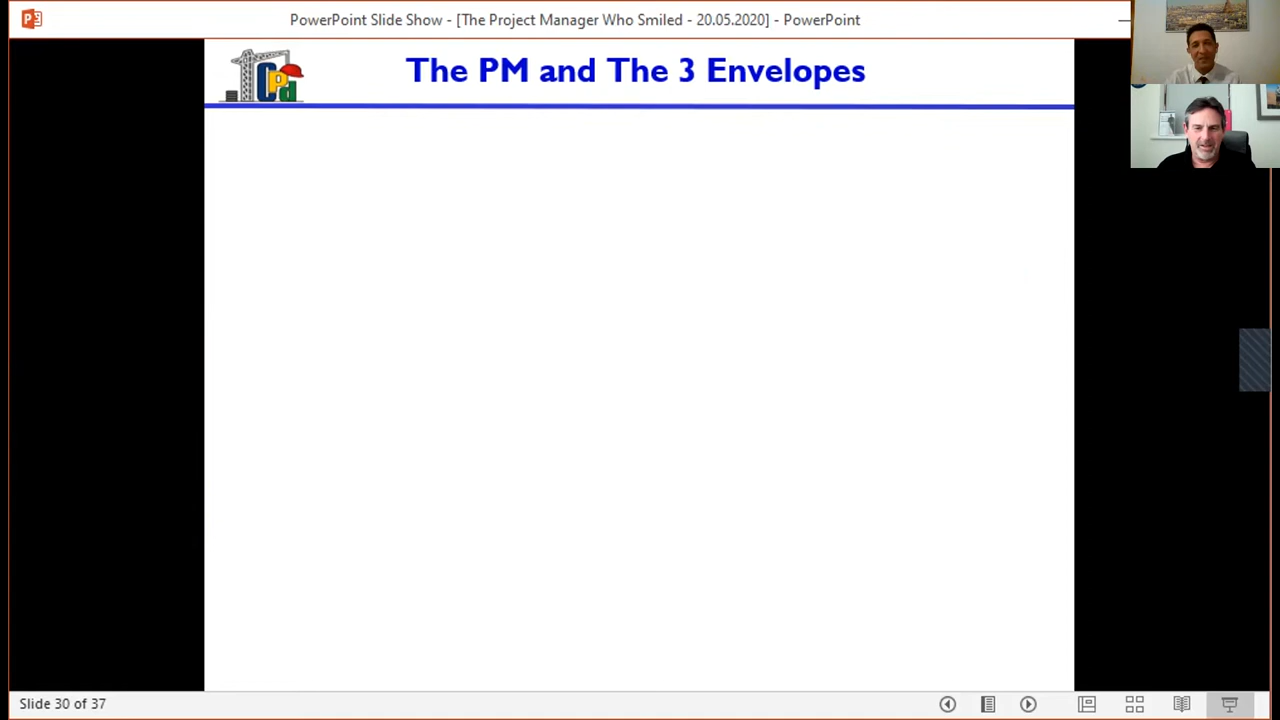 PowerPoint Slide Show - [The Project Manager Who Smiled - 20.05.2020] - PowerPoint
CPd
The PM and The 3 Envelopes
Slide 30 of 37